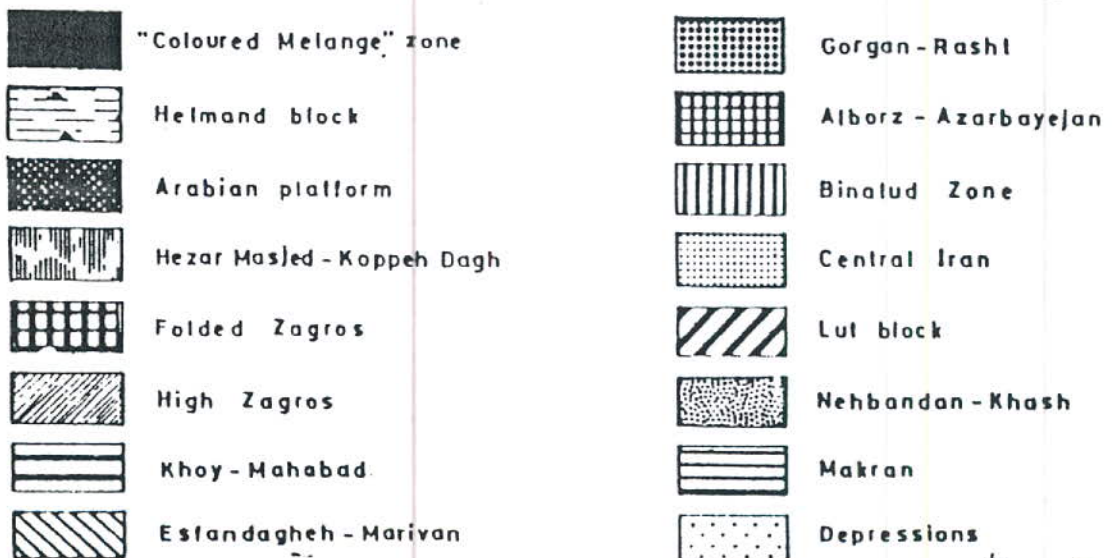 "Coloured Melange" zone
Helmand block
Arabian platform
Hezar Masjed - Koppeh Dagh
Folded Zagros
High Zagros
Khoy - Mahabad
Esfandagheh - Marivan
Gorgan - Rasht
Alborz - Azarbayejan
Binalud Zone
Central Iran
Lut block
Nehbandan - Khash
Makran
Depressions